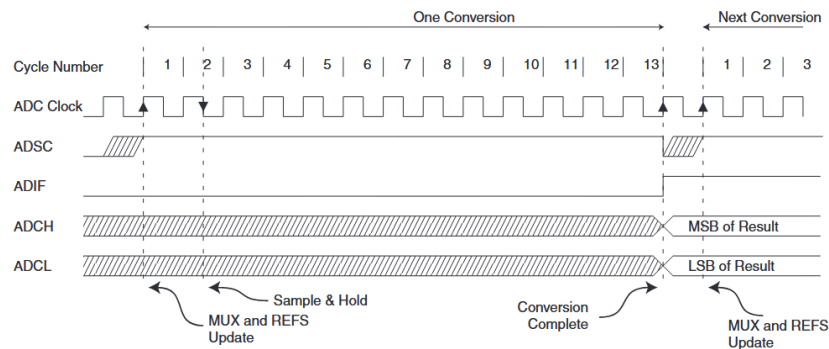 One Conversion
Next Conversion
Cycle Number 1 2 3 4 5 6 7 8 9 10 11 12 13 1 2 3
ADC Clock
ADSC
ADIF
ADCH
MSB of Result
ADCL
LSB of Result
Sample & Hold
MUX and REFS
Update
Conversion
Complete
MUX and REFS
Update